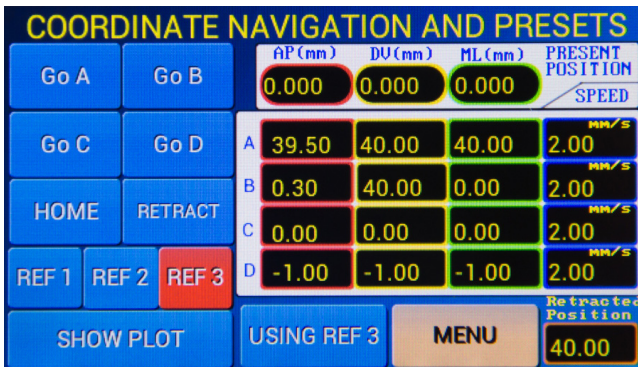 COORDINATE NAVIGATION AND PRESETS
Go A
Go B
AP(mm)
DV(mm)
ML(mm)
PRESENT
POSITION
0.000
0.000
0.000
SPEED
Go C
Go D
A
39.50
40.00
40.00
MM/S
2.00
B
0.30
40.00
0.00
MM/S
2.00
HOME
RETRACT
C
0.00
0.00
0.00
MM/S
2.00
REF 1
REF 2
REF 3
D
-1.00
-1.00
-1.00
MM/S
2.00
SHOW PLOT
USING REF 3
MENU
Retracted
Position
40.00